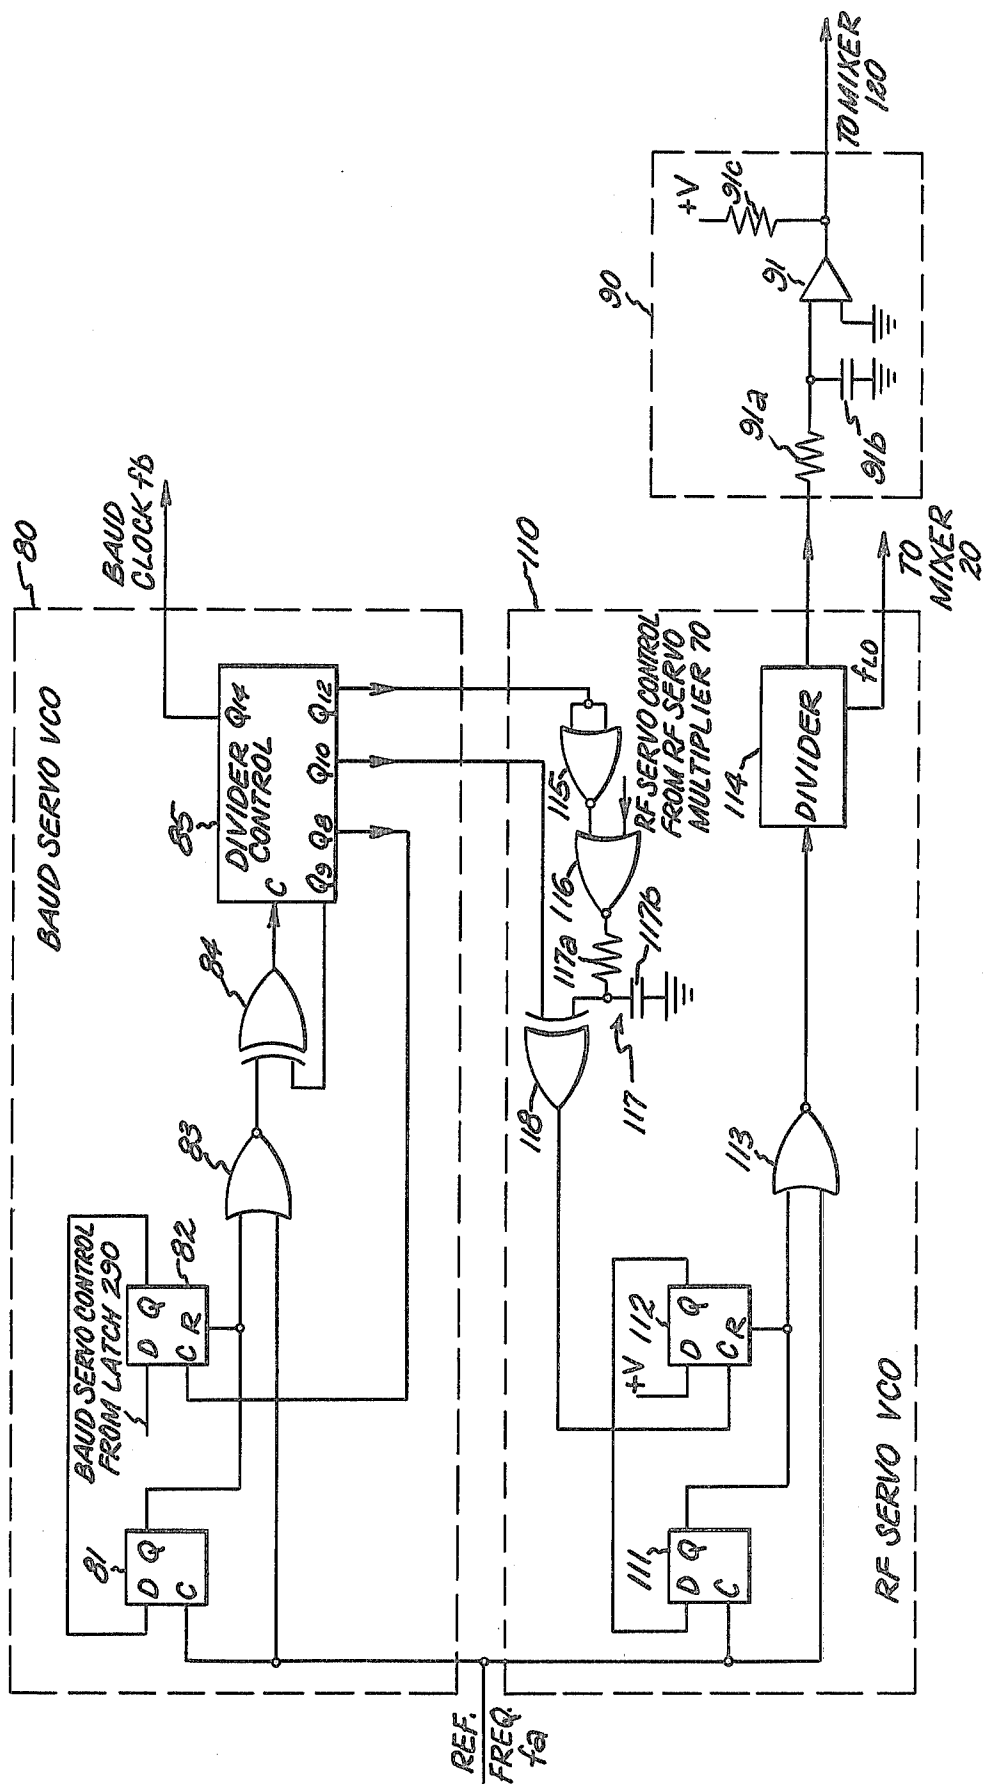 BAUD SERVO VCO
80
BAUD
CLOCK fb
81
D Q
C
BAUD SERVO CONTROL
FROM LATCH 290
82
D Q
C R
83
84
85
C
Q14
DIVIDER
CONTROL
Q9 Q8 Q10 Q12
REF.
FREQ.
fa
110
115
116
RF SERVO CONTROL
FROM RF SERVO
MULTIPLIER 70
117a
117b
117
118
111
D Q
C
+V
112
D Q
C R
113
114
DIVIDER
fLO
TO
MIXER
20
RF SERVO VCO
90
91a
91b
91
+V
91c
TO MIXER
120